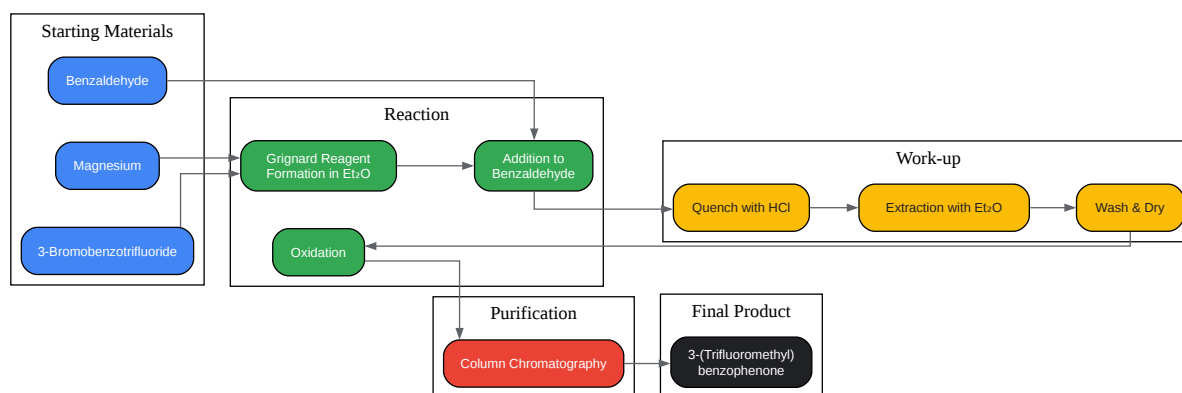 Starting Materials
Benzaldehyde
Magnesium
3-Bromobenzotrifluoride
Reaction
Grignard Reagent
Formation in Et₂O
Addition to
Benzaldehyde
Oxidation
Work-up
Quench with HCl
Extraction with Et₂O
Wash & Dry
Purification
Column Chromatography
Final Product
3-(Trifluoromethyl)
benzophenone